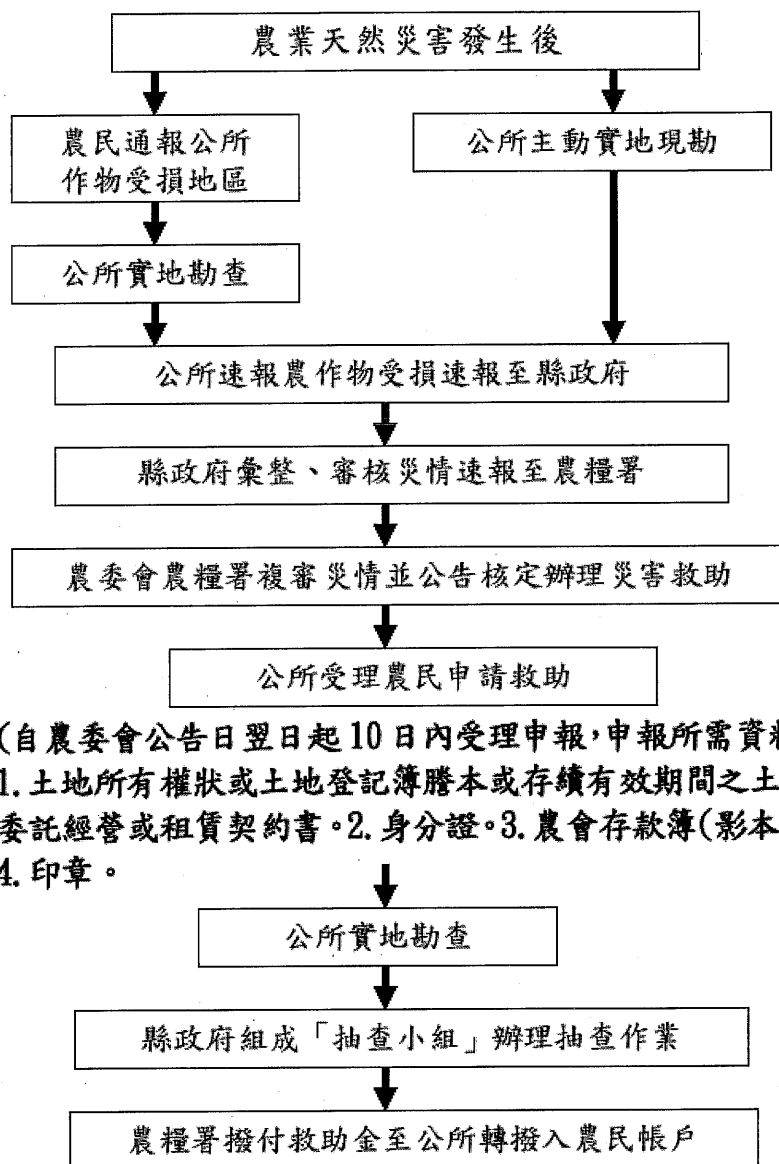 農業天然災害發生後
農民通報公所
作物受損地區
公所主動實地現勘
公所實地勘查
公所速報農作物受損速報至縣政府
縣政府彙整、審核災情速報至農糧署
農委會農糧署複審災情並公告核定辦理災害救助
公所受理農民申請救助
(自農委會公告日翌日起10日內受理申報,申報所需資料
1.土地所有權狀或土地登記簿謄本或存續有效期間之土
委託經營或租賃契約書。2.身分證。3.農會存款簿(影本
4.印章。
公所實地勘查
縣政府組成「抽查小組」辦理抽查作業
農糧署撥付救助金至公所轉撥入農民帳戶